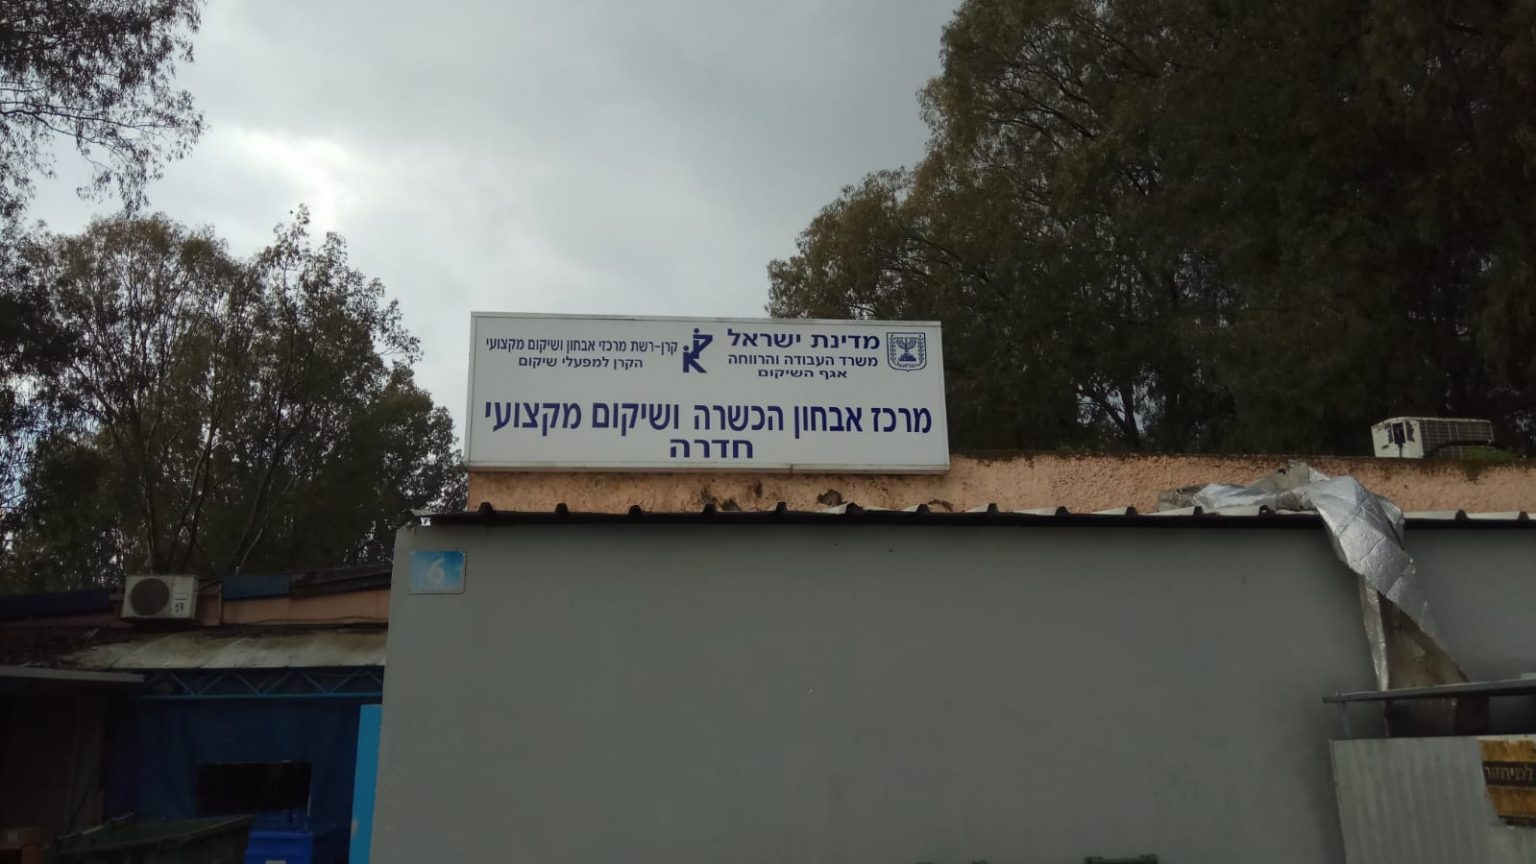 מדינת ישראל
משרד העבודה והרווחה
אגף השיקום
קרן-רשת מרכזי אבחון ושיקום מקצועי
הקרן למפעלי שיקום
מרכז אבחון הכשרה ושיקום מקצועי
חדרה
6
למיחזור